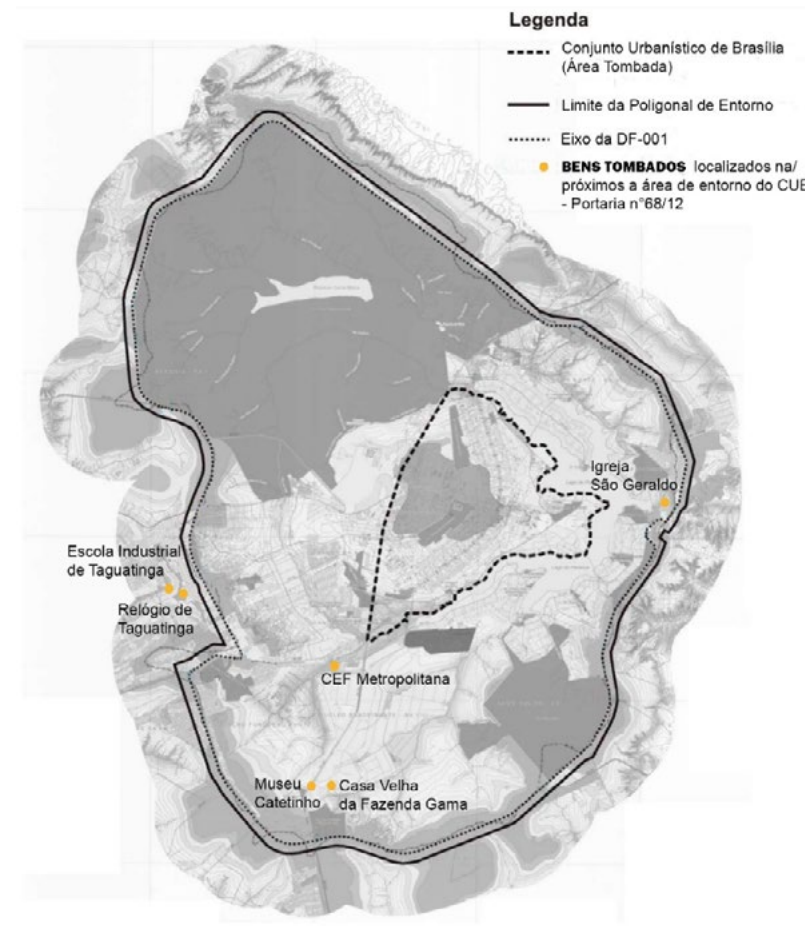 Legenda
Conjunto Urbanístico de Brasília
(Área Tombada)
Limite da Poligonal de Entorno
Eixo da DF-001
BENS TOMBADOS localizados na/
próximos a área de entorno do CUB
- Portaria n°68/12
Igreja
São Geraldo
Escola Industrial
de Taguatinga
Relógio de
Taguatinga
CEF Metropolitana
Museu
Catetinho
Casa Velha
da Fazenda Gama